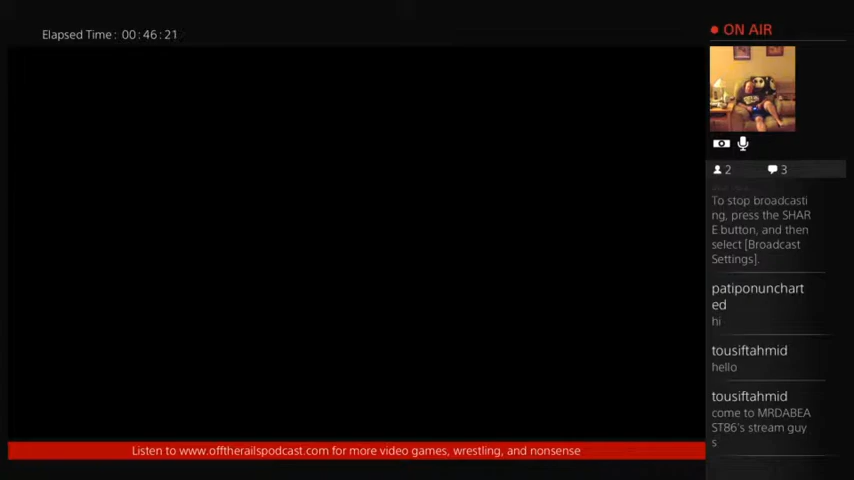 Elapsed Time: 00:46:21
ON AIR
2 3
To stop broadcasti
ng, press the SHAR
E button, and then
select [Broadcast
Settings].
patiponunchart
ed
hi
tousiftahmid
hello
tousiftahmid
come to MRDABEA
ST86's stream guy
s
Listen to www.offtherailspodcast.com for more video games, wrestling, and nonsense